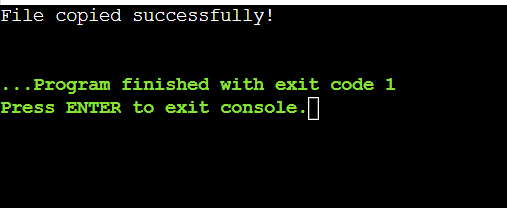 File copied successfully!
...Program finished with exit code 1
Press ENTER to exit console.